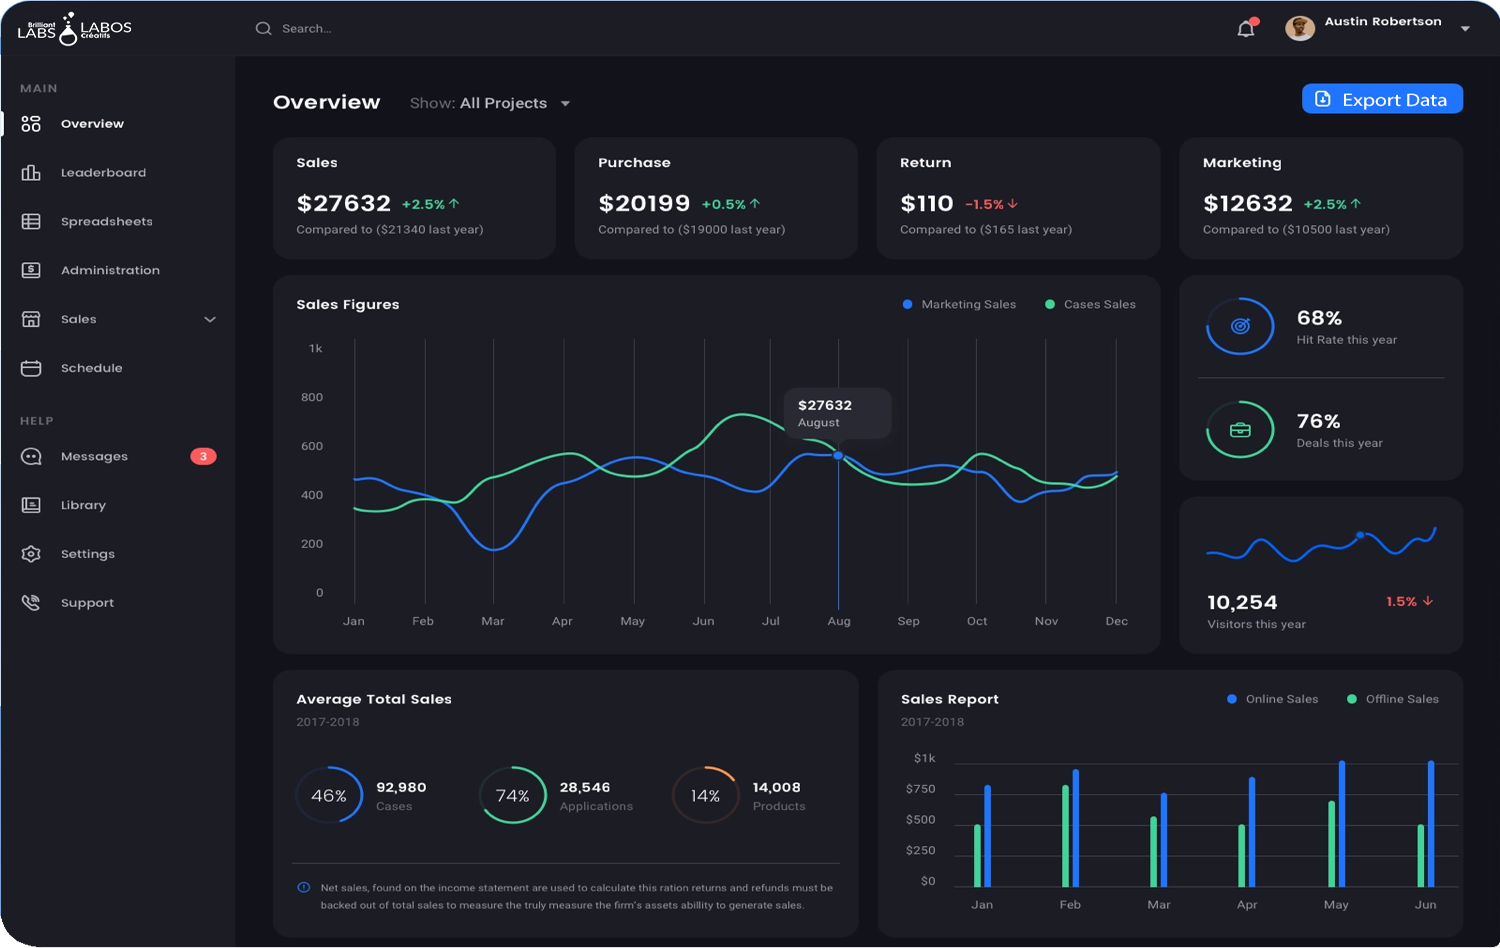 Brilliant
LABS
LABOS
Créatifs
Search...
Austin Robertson
MAIN
Overview
Leaderboard
Spreadsheets
Administration
Sales
Schedule
HELP
Messages 3
Library
Settings
Support
Overview Show: All Projects
Export Data
Sales
$27632 +2.5%
Compared to ($21340 last year)
Purchase
$20199 +0.5%
Compared to ($19000 last year)
Return
$110 -1.5%
Compared to ($165 last year)
Marketing
$12632 +2.5%
Compared to ($10500 last year)
Sales Figures
Marketing Sales Cases Sales
1k
800
600
400
200
0
$27632
August
Jan Feb Mar Apr May Jun Jul Aug Sep Oct Nov Dec
68%
Hit Rate this year
76%
Deals this year
10,254 1.5%
Visitors this year
Average Total Sales
2017-2018
46%
92,980
Cases
74%
28,546
Applications
14%
14,008
Products
Net sales, found on the income statement are used to calculate this ration returns and refunds must be
backed out of total sales to measure the truly measure the firm's assets abillity to generate sales.
Sales Report
Online Sales Offline Sales
2017-2018
$1k
$750
$500
$250
$0
Jan Feb Mar Apr May Jun